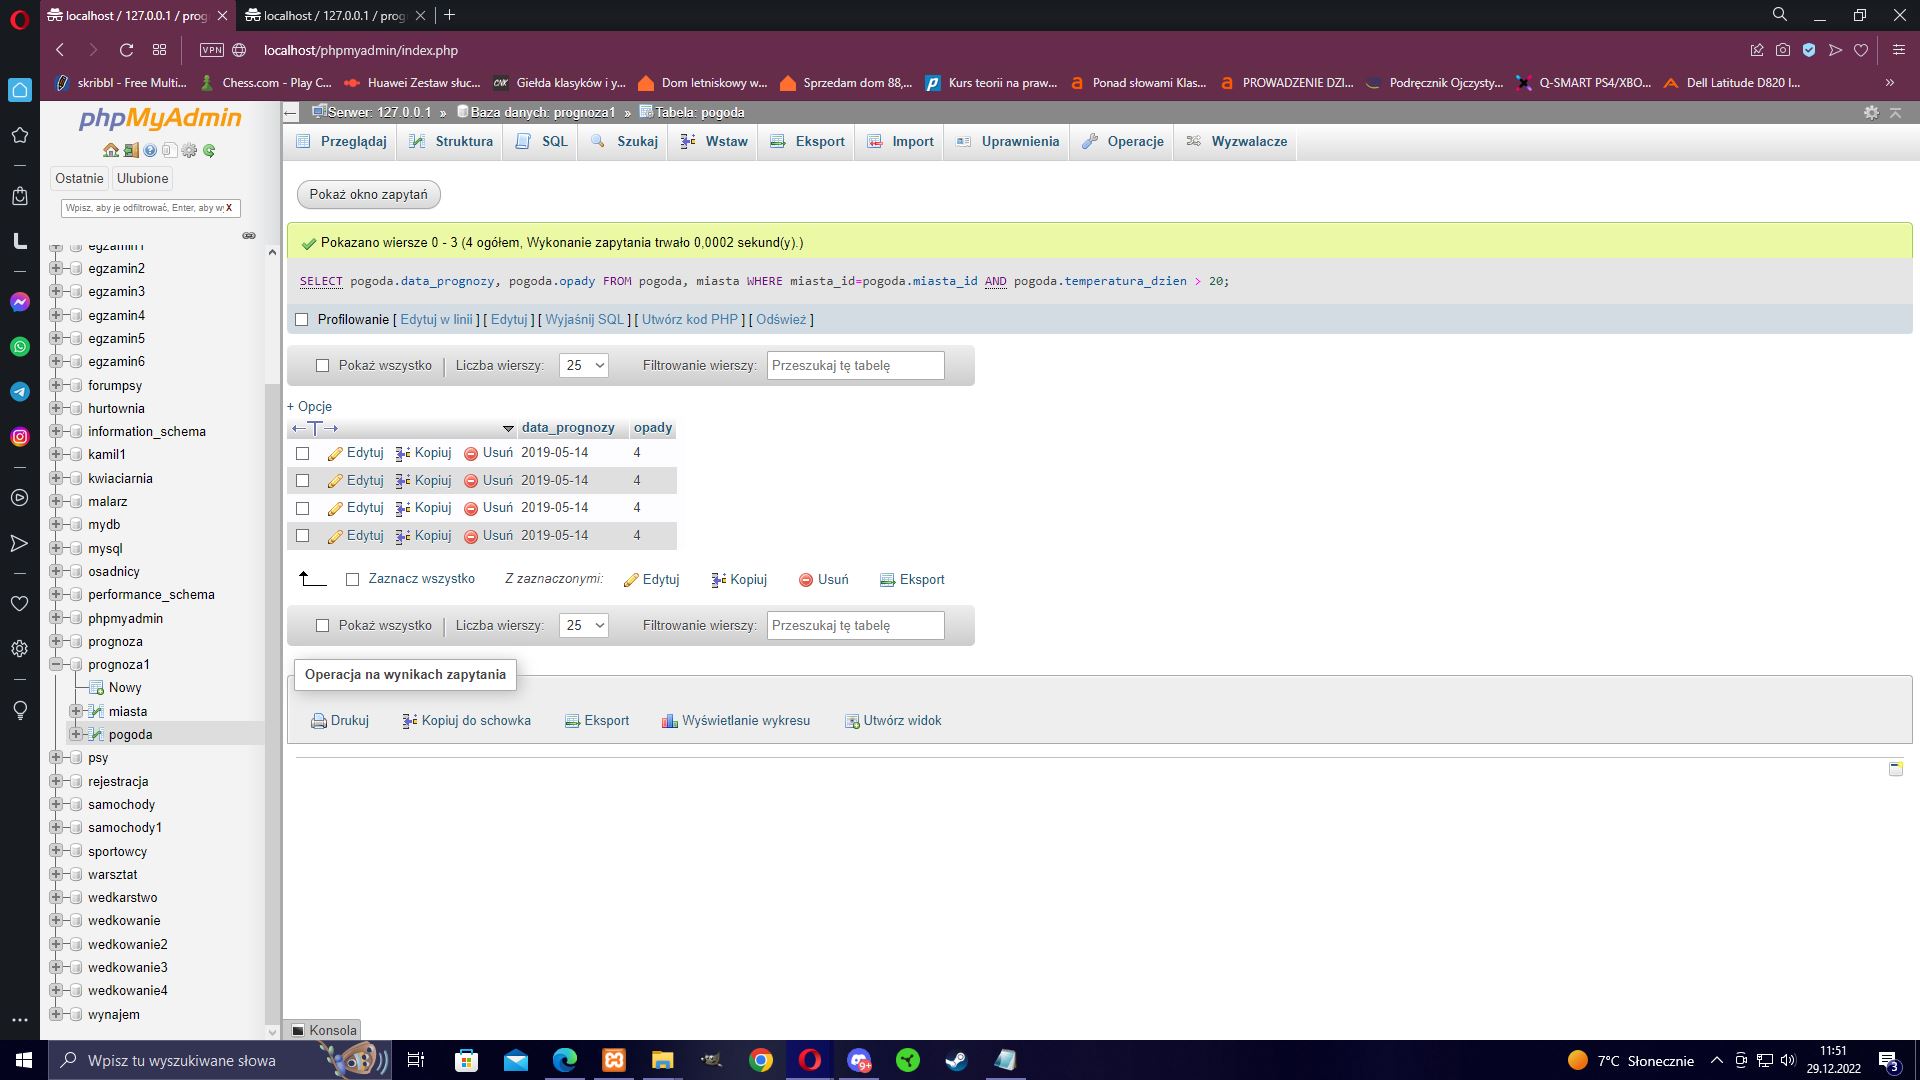 localhost / 127.0.0.1 / prog
localhost / 127.0.0.1 / prog
VPN
localhost/phpmyadmin/index.php
skribbl - Free Multi...
Chess.com - Play C...
Huawei Zestaw słuc...
Giełda klasyków i y...
Dom letniskowy w...
Sprzedam dom 88,...
Kurs teorii na praw...
Ponad słowami Klas...
PROWADZENIE DZI...
Podręcznik Ojczysty...
Q-SMART PS4/XBO...
Dell Latitude D820 I...
phpMyAdmin
Ostatnie
Ulubione
Wpisz, aby je odfiltrować, Enter, aby w
X
egzamin1
egzamin2
egzamin3
egzamin4
egzamin5
egzamin6
forumpsy
hurtownia
information_schema
kamil1
kwiaciarnia
malarz
mydb
mysql
osadnicy
performance_schema
phpmyadmin
prognoza
prognoza1
Nowy
miasta
pogoda
psy
rejestracja
samochody
samochody1
sportowcy
warsztat
wedkarstwo
wedkowanie
wedkowanie2
wedkowanie3
wedkowanie4
wynajem
Serwer: 127.0.0.1 » Baza danych: prognoza1 » Tabela: pogoda
Przeglądaj
Struktura
SQL
Szukaj
Wstaw
Eksport
Import
Uprawnienia
Operacje
Wyzwalacze
Pokaż okno zapytań
Pokazano wiersze 0 - 3 (4 ogółem, Wykonanie zapytania trwało 0,0002 sekund(y).)
SELECT pogoda.data_prognozy, pogoda.opady FROM pogoda, miasta WHERE miasta_id=pogoda.miasta_id AND pogoda.temperatura_dzien > 20;
Profilowanie [ Edytuj w linii ] [ Edytuj ] [ Wyjaśnij SQL ] [ Utwórz kod PHP ] [ Odśwież ]
Pokaż wszystko | Liczba wierszy: 25 Filtrowanie wierszy: Przeszukaj tę tabelę
+ Opcje
←T→ data_prognozy opady
Edytuj Kopiuj Usuń 2019-05-14 4
Edytuj Kopiuj Usuń 2019-05-14 4
Edytuj Kopiuj Usuń 2019-05-14 4
Edytuj Kopiuj Usuń 2019-05-14 4
Zaznacz wszystko Z zaznaczonymi: Edytuj Kopiuj Usuń Eksport
Pokaż wszystko | Liczba wierszy: 25 Filtrowanie wierszy: Przeszukaj tę tabelę
Operacja na wynikach zapytania
Drukuj Kopiuj do schowka Eksport Wyświetlanie wykresu Utwórz widok
Konsola
Wpisz tu wyszukiwane słowa
9+
7°C Słonecznie
11:51
29.12.2022
3